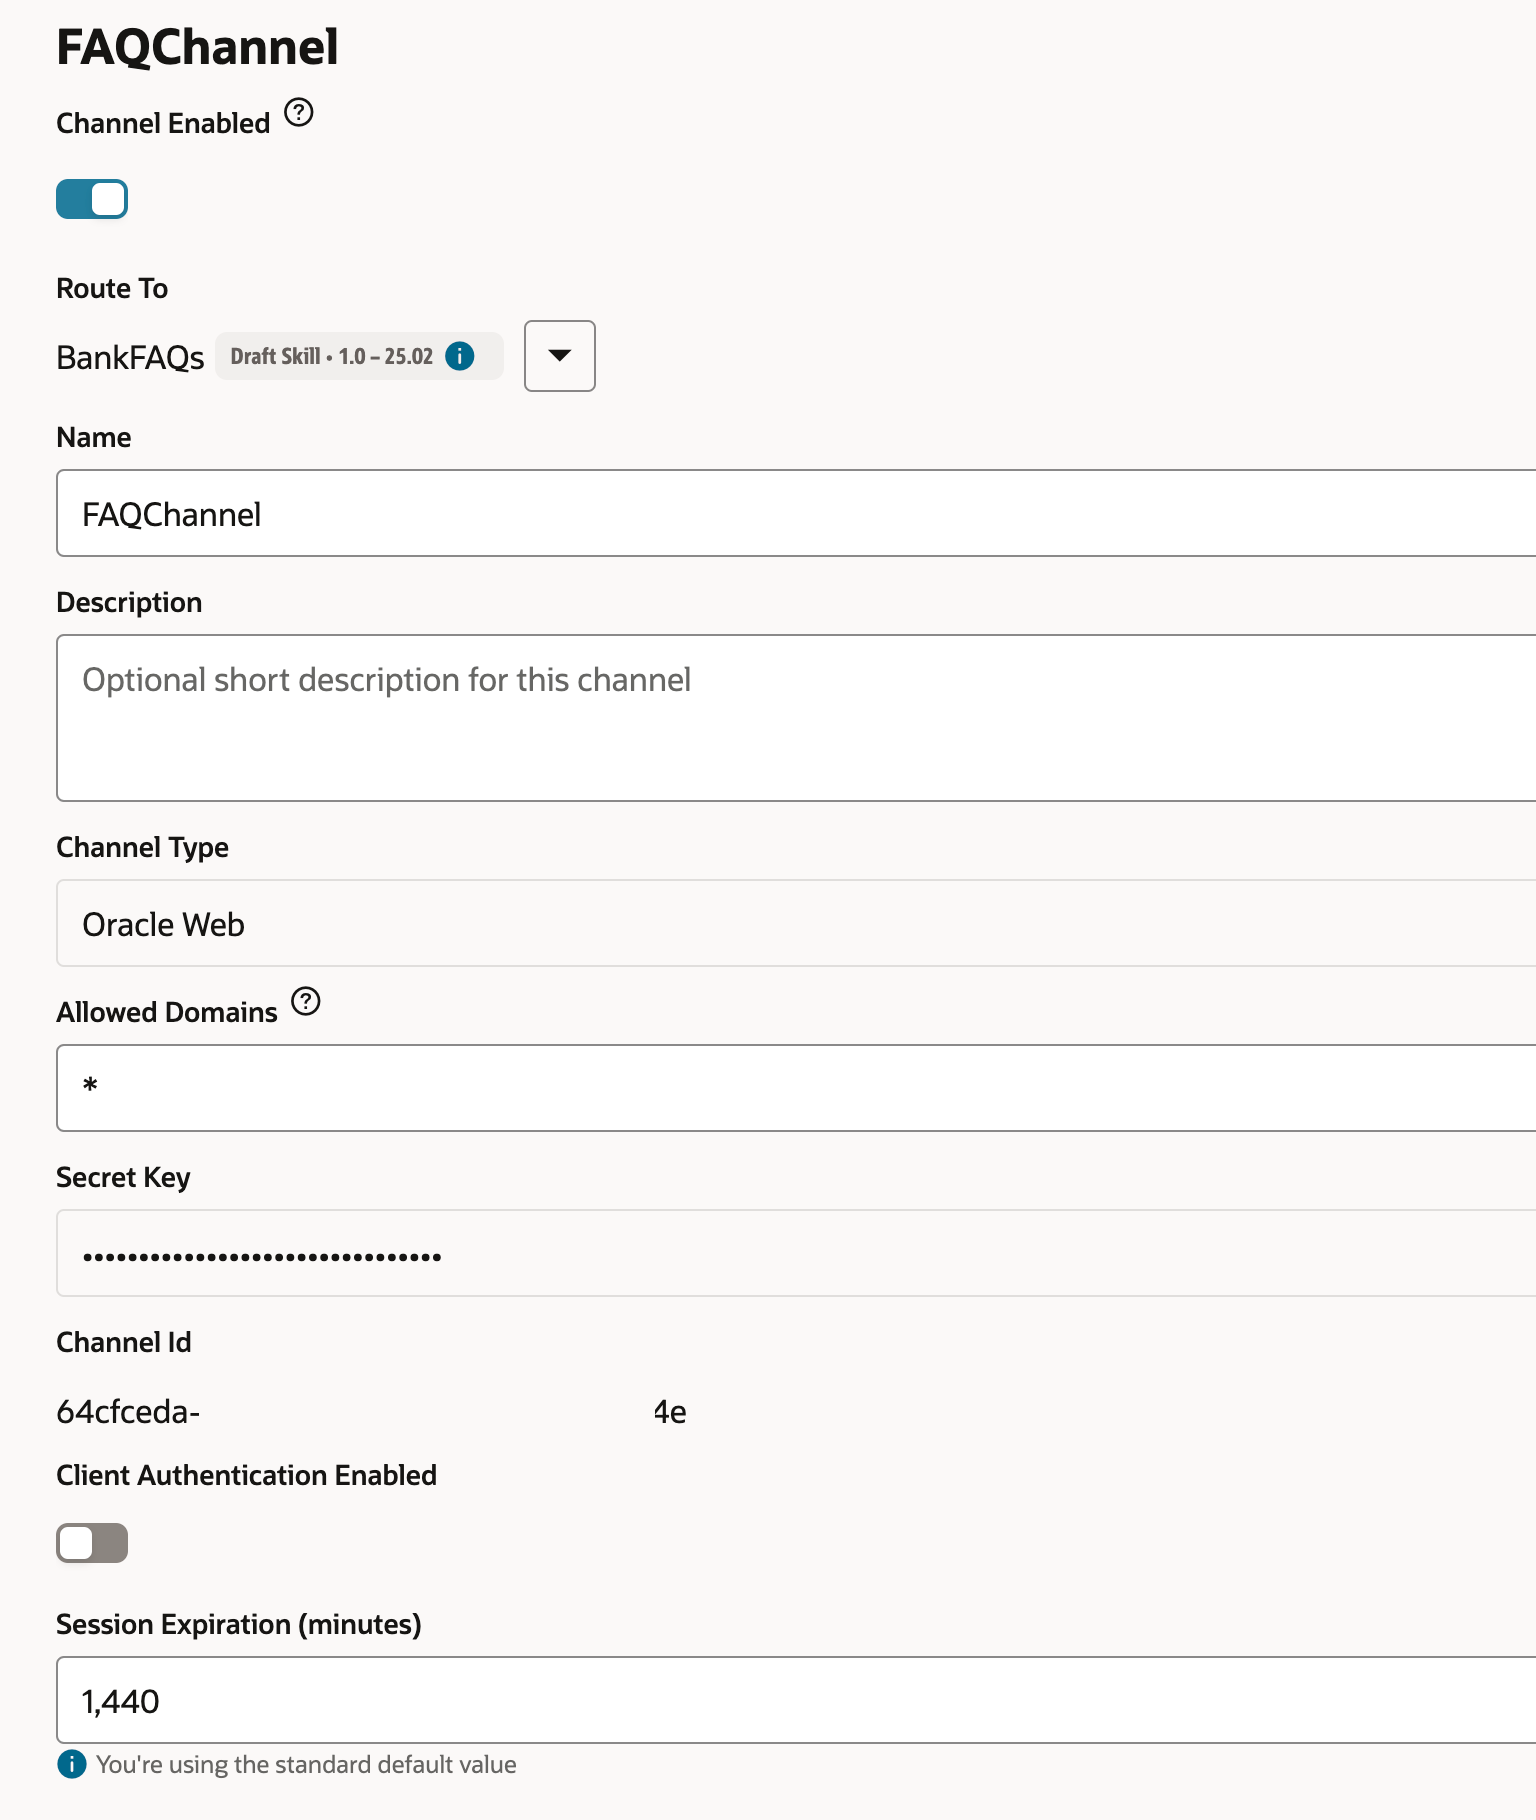 FAQChannel
Channel Enabled ?
Route To
BankFAQs Draft Skill • 1.0 – 25.02 i
Name
FAQChannel
Description
Optional short description for this channel
Channel Type
Oracle Web
Allowed Domains ?
*
Secret Key
••••••••••••••••••••••••••••••••
Channel Id
64cfceda- 4e
Client Authentication Enabled
Session Expiration (minutes)
1,440
i You're using the standard default value